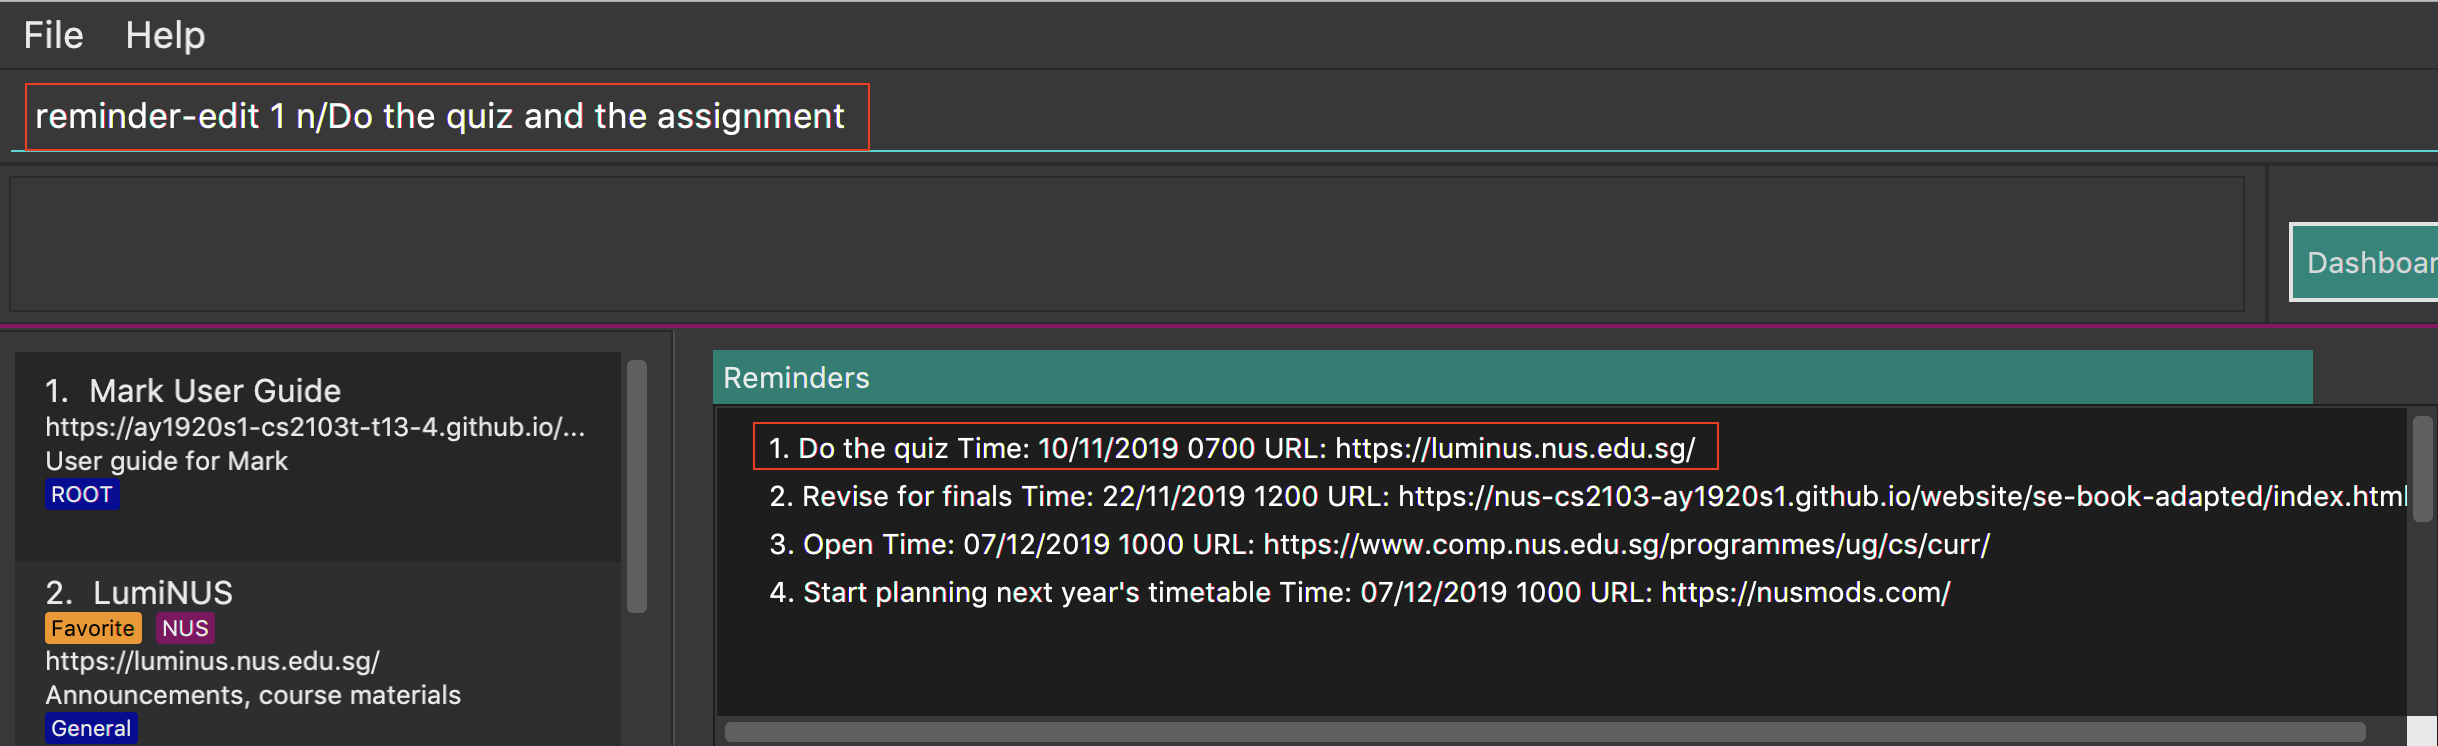 File Help
reminder-edit 1 n/Do the quiz and the assignment
Dashboar
1. Mark User Guide
https://ay1920s1-cs2103t-t13-4.github.io/...
User guide for Mark
ROOT
2. LumiNUS
Favorite NUS
https://luminus.nus.edu.sg/
Announcements, course materials
General
Reminders
1. Do the quiz Time: 10/11/2019 0700 URL: https://luminus.nus.edu.sg/
2. Revise for finals Time: 22/11/2019 1200 URL: https://nus-cs2103-ay1920s1.github.io/website/se-book-adapted/index.html
3. Open Time: 07/12/2019 1000 URL: https://www.comp.nus.edu.sg/programmes/ug/cs/curr/
4. Start planning next year's timetable Time: 07/12/2019 1000 URL: https://nusmods.com/